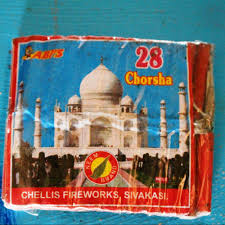 28
Chorsha
CHELLIS FIREWORKS, SIVAKASI.